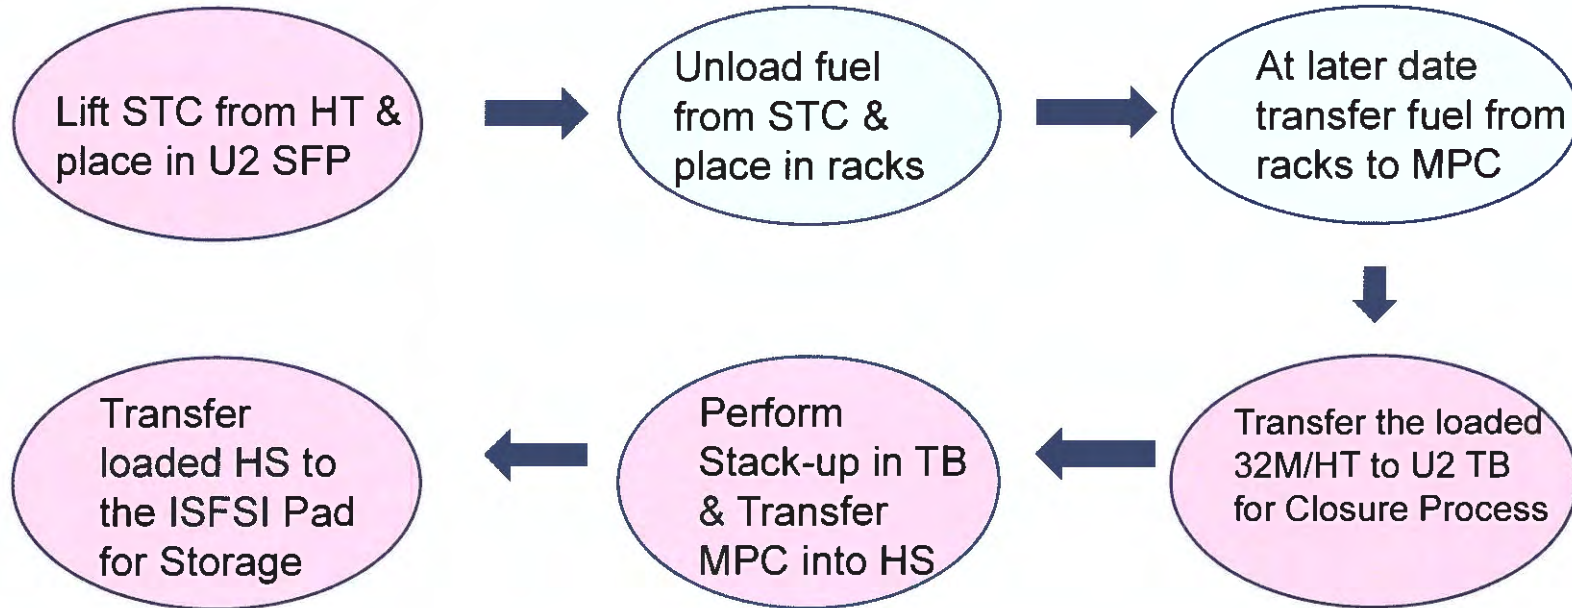 Lift STC from HT &
place in U2 SFP
Unload fuel
from STC &
place in racks
At later date
transfer fuel from
racks to MPC
Transfer the loaded
32M/HT to U2 TB
for Closure Process
Perform
Stack-up in TB
& Transfer
MPC into HS
Transfer
loaded HS to
the ISFSI Pad
for Storage